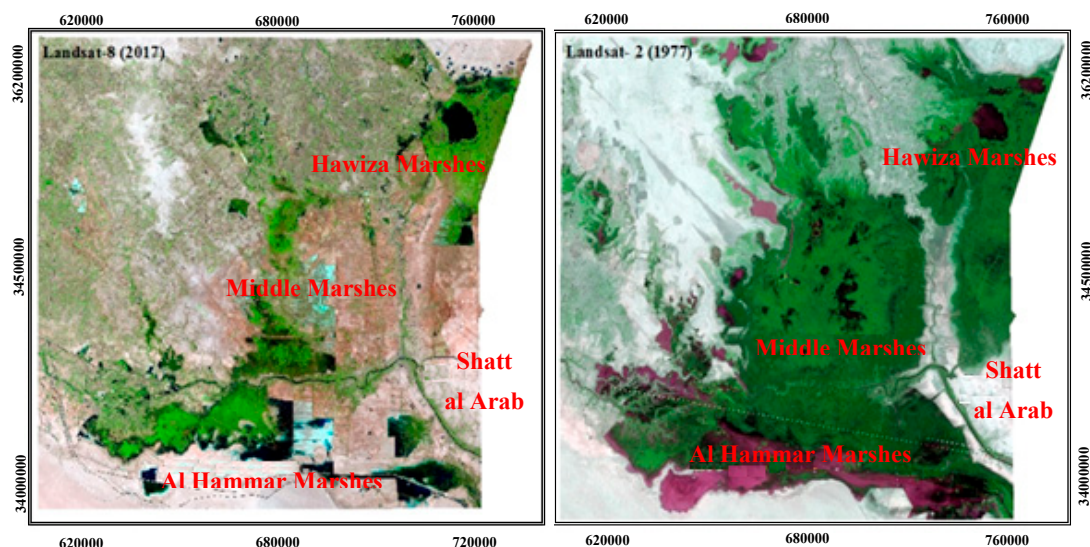 620000 680000 760000
620000 680000 760000
Landsat-8 (2017)
Landsat- 2 (1977)
36200000
36200000
Hawiza Marshes
Hawiza Marshes
34500000
34500000
Middle Marshes
Middle Marshes
Shatt
al Arab
Shatt
al Arab
Al Hammar Marshes
Al Hammar Marshes
34000000
34000000
620000 680000 720000
620000 680000 760000